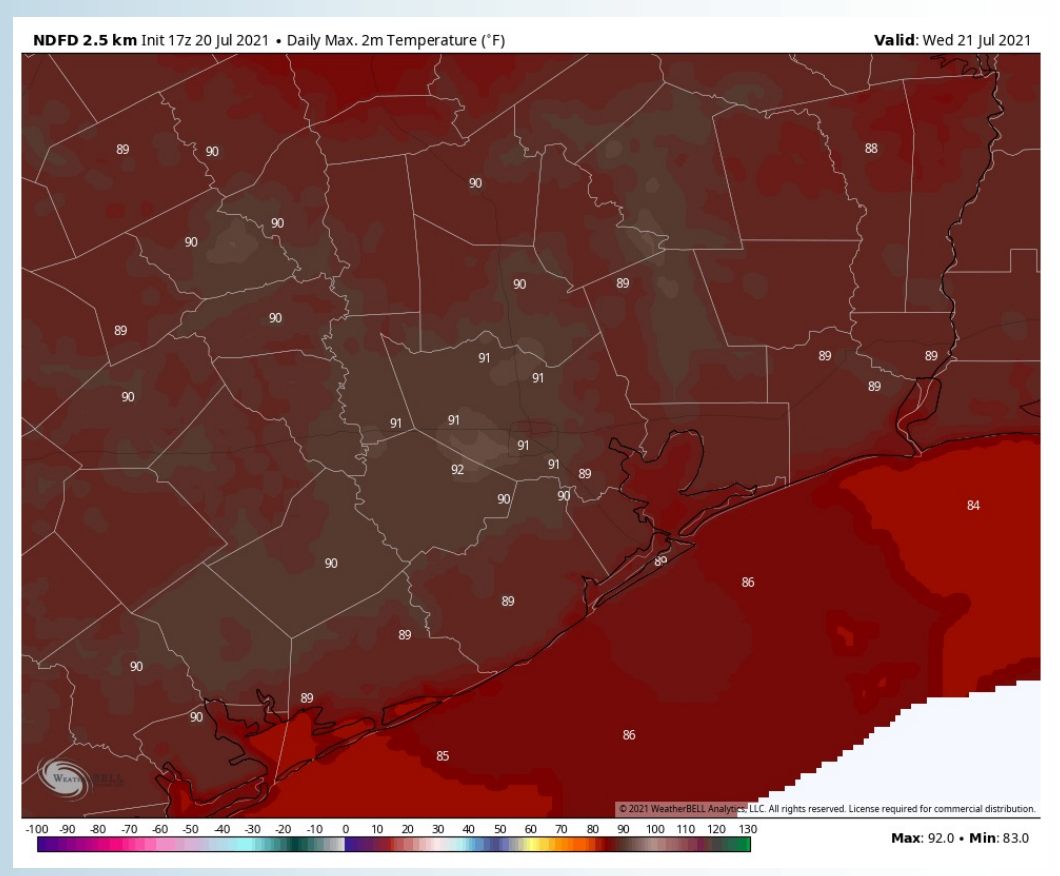 NDFD 2.5 km Init 17z 20 Jul 2021 • Daily Max. 2m Temperature (°F) Valid: Wed 21 Jul 2021
89 90 88
90
90
90
90 89
90
89
91 89 89
91
90 89
91 91
91
92 91 89
90 90
84
90 89
86
89
89
90
89
90
86
85
WEATHERBELL
© 2021 WeatherBELL Analytics, LLC. All rights reserved. License required for commercial distribution.
-100 -90 -80 -70 -60 -50 -40 -30 -20 -10 0 10 20 30 40 50 60 70 80 90 100 110 120 130
Max: 92.0 • Min: 83.0